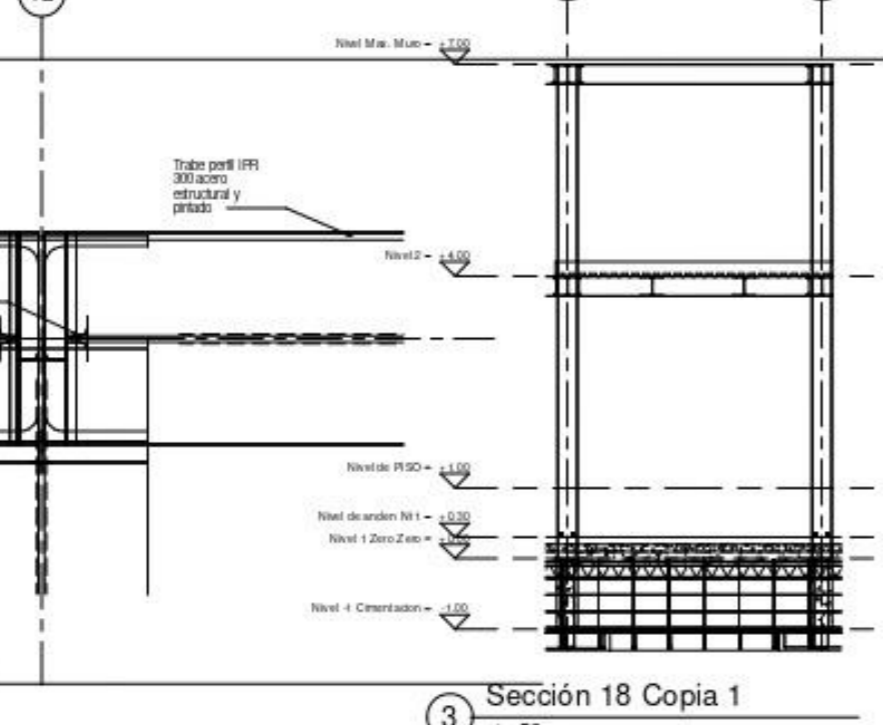 Nivel Max. Muro = +7.00
Trabe perfil IPR
300 acero
estructural y
pintado
Nivel 2 = +4.00
Nivel de PISO = +1.00
Nivel de anden N+1 = +0.30
Nivel 1 Zero Zero =
Nivel -1 Cimentacion = -1.00
3
Sección 18 Copia 1